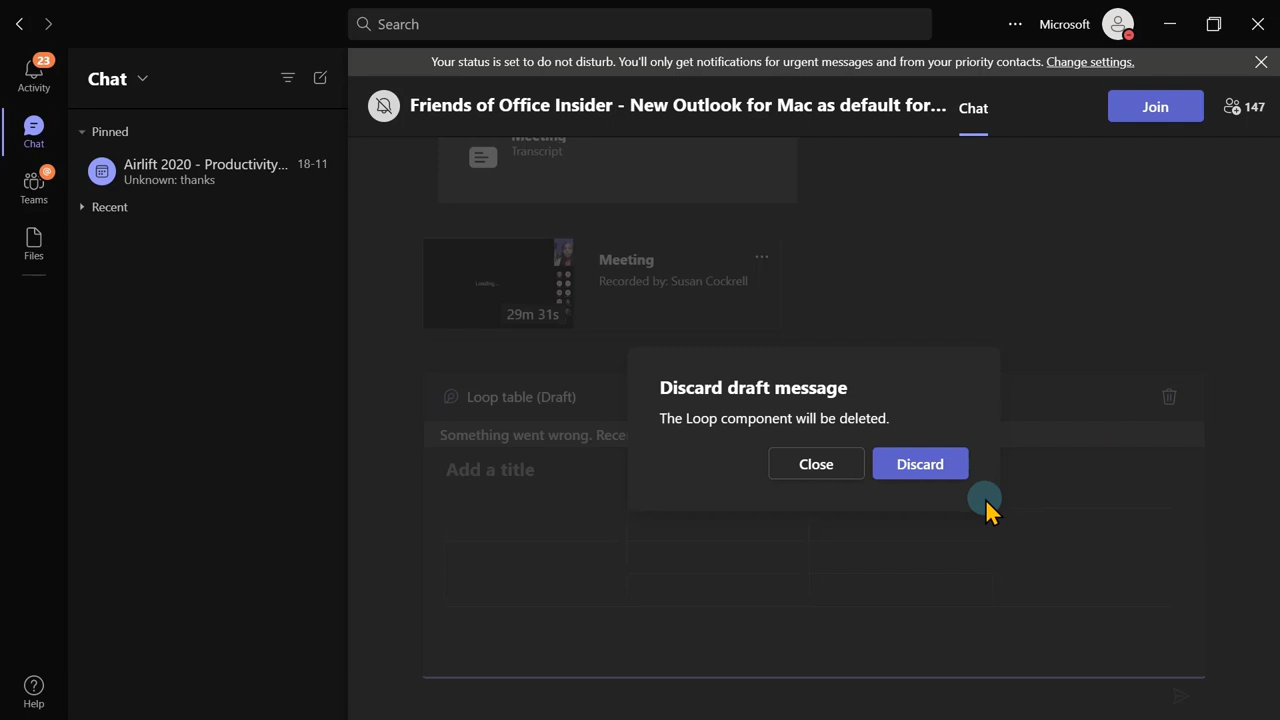 Search
Microsoft
23
Activity
Chat
Teams
Files
Help
Chat
Pinned
Airlift 2020 - Productivity... 18-11
Unknown: thanks
Recent
Your status is set to do not disturb. You'll only get notifications for urgent messages and from your priority contacts. Change settings.
Friends of Office Insider - New Outlook for Mac as default for... Chat
Join
147
Meeting
Transcript
Loading...
29m 31s
Meeting
Recorded by: Susan Cockrell
Loop table (Draft)
Something went wrong.
Add a title
Discard draft message
The Loop component will be deleted.
Close
Discard